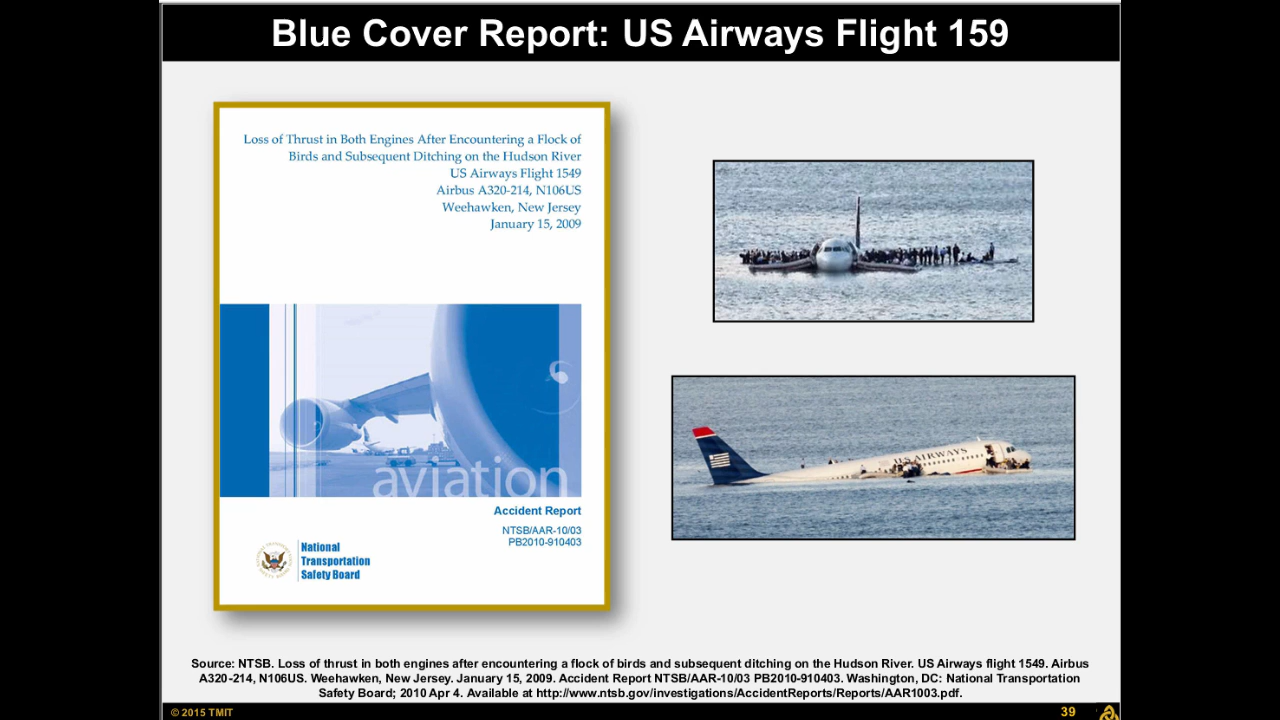 Blue Cover Report: US Airways Flight 159
Loss of Thrust in Both Engines After Encountering a Flock of
Birds and Subsequent Ditching on the Hudson River
US Airways Flight 1549
Airbus A320-214, N106US
Weehawken, New Jersey
January 15, 2009
aviation
Accident Report
NTSB/AAR-10/03
PB2010-910403
National
Transportation
Safety Board
U.S. AIRWAYS
Source: NTSB. Loss of thrust in both engines after encountering a flock of birds and subsequent ditching on the Hudson River. US Airways flight 1549. Airbus
A320-214, N106US. Weehawken, New Jersey. January 15, 2009. Accident Report NTSB/AAR-10/03 PB2010-910403. Washington, DC: National Transportation
Safety Board; 2010 Apr 4. Available at http://www.ntsb.gov/investigations/AccidentReports/Reports/AAR1003.pdf.
© 2015 TMIT
39